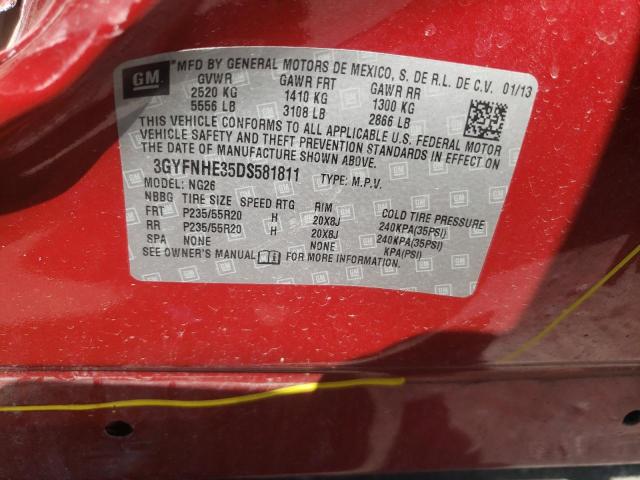 GM
*MFD BY GENERAL MOTORS DE MEXICO, S. DE R.L. DE C.V. 01/13
GVWR GAWR FRT GAWR RR
2520 KG 1410 KG 1300 KG
5556 LB 3108 LB 2866 LB
THIS VEHICLE CONFORMS TO ALL APPLICABLE U.S. FEDERAL MOTOR
VEHICLE SAFETY AND THEFT PREVENTION STANDARDS IN EFFECT ON
THE DATE OF MANUFACTURE SHOWN ABOVE.
3GYFNHE35DS581811 TYPE: M.P.V.
MODEL: NG26
NBBG TIRE SIZE SPEED RTG RIM COLD TIRE PRESSURE
FRT P235/55R20 H 20X8J 240KPA(35PSI)
RR P235/55R20 H 20X8J 240KPA(35PSI)
SPA NONE NONE KPA(PSI)
SEE OWNER'S MANUAL FOR MORE INFORMATION.